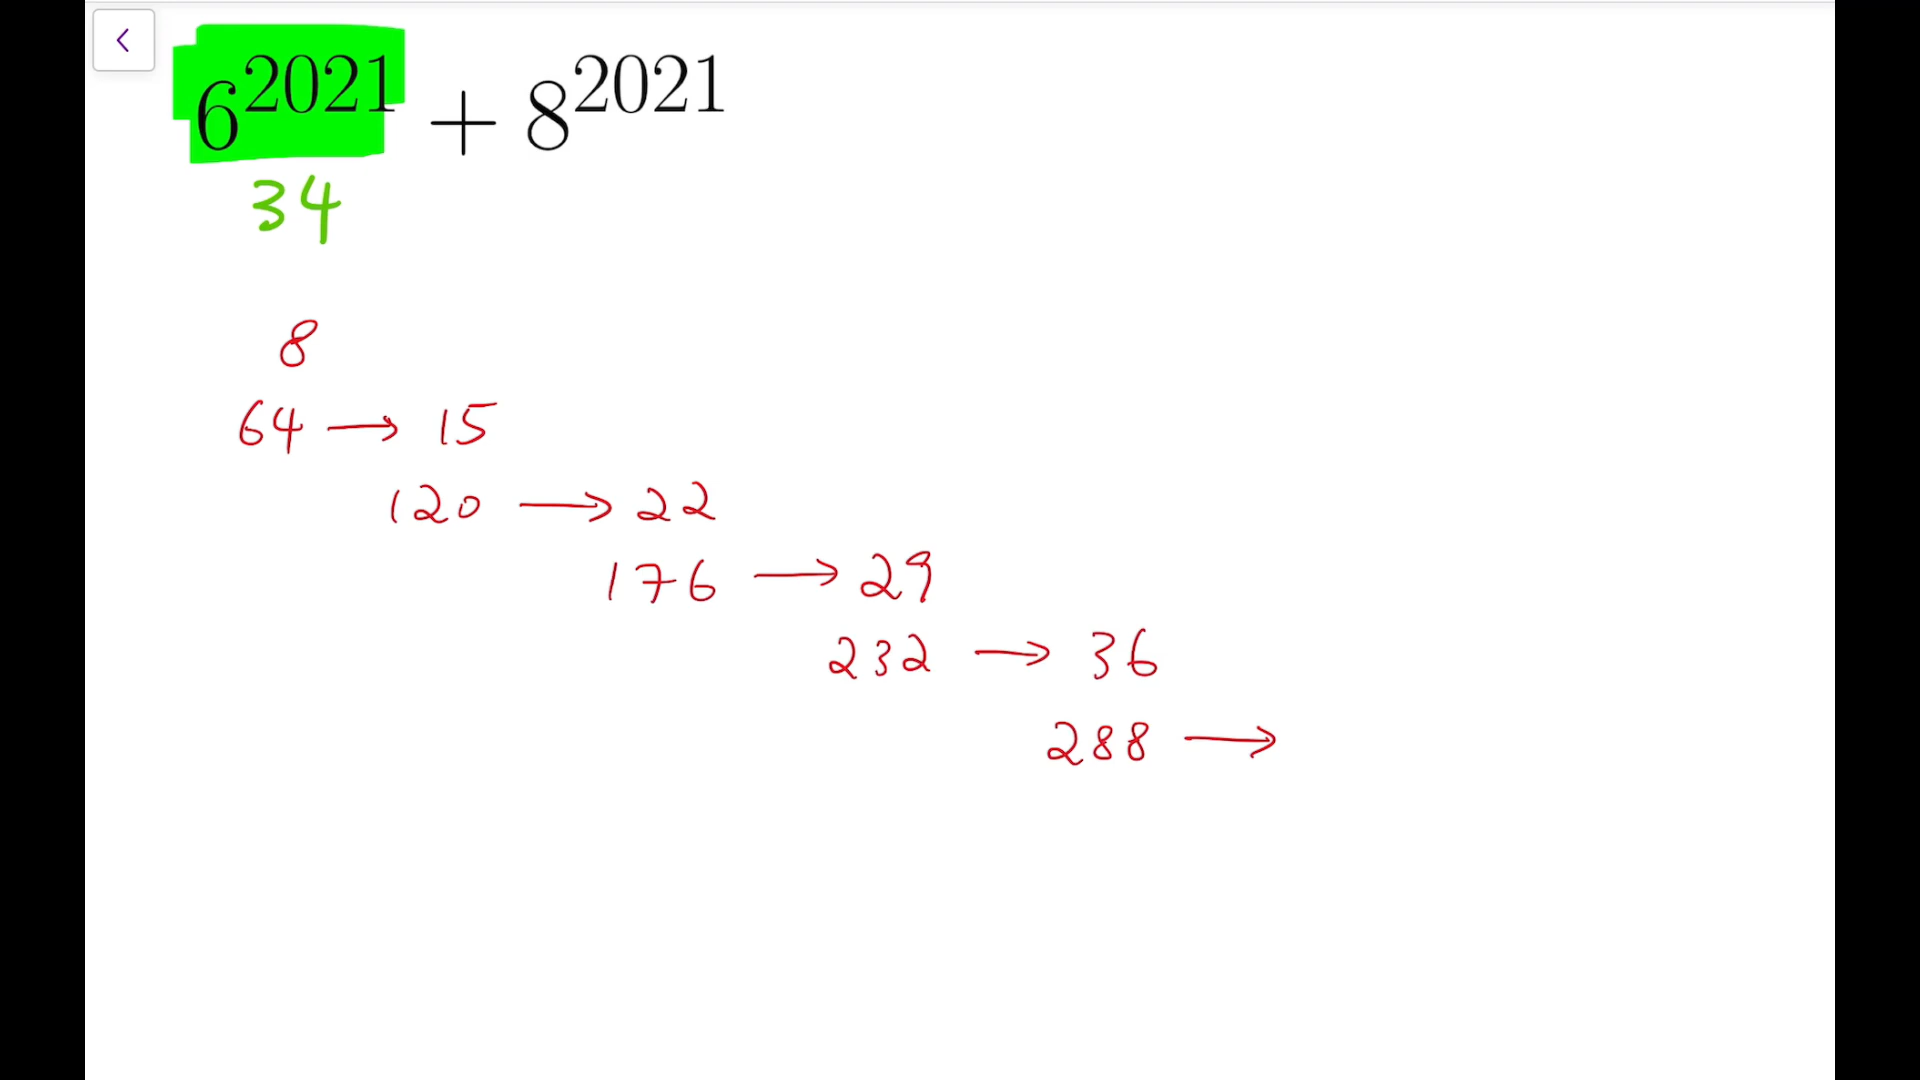 6^2021 + 8^2021
34
8
64 → 15
120 → 22
176 → 29
232 → 36
288 →